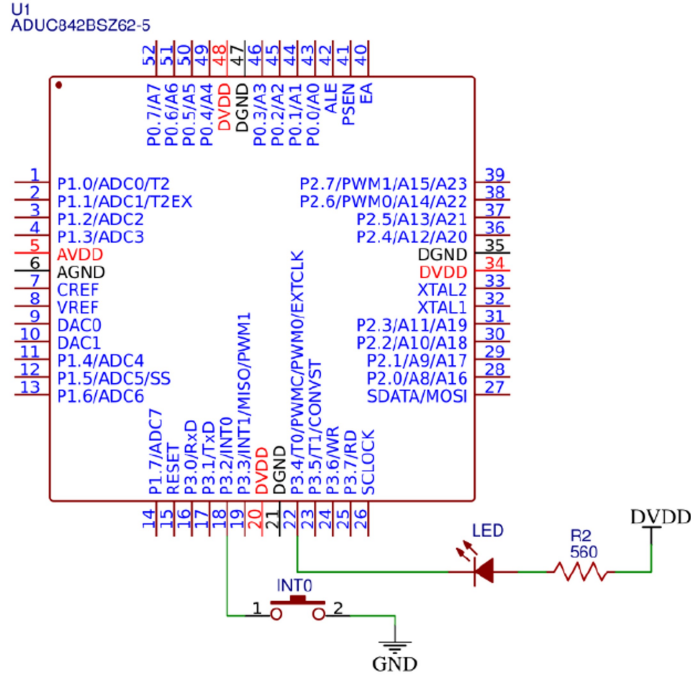 U1
ADUC842BSZ62-5
52 51 50 49 48 47 46 45 44 43 42 41 40
P0.7/A7
P0.6/A6
P0.5/A5
P0.4/A4
DVDD
DGND
P0.3/A3
P0.2/A2
P0.1/A1
P0.0/A0
ALE
PSEN
EA
1 P1.0/ADC0/T2
2 P1.1/ADC1/T2EX
3 P1.2/ADC2
4 P1.3/ADC3
5 AVDD
6 AGND
7 CREF
8 VREF
9 DAC0
10 DAC1
11 P1.4/ADC4
12 P1.5/ADC5/SS
13 P1.6/ADC6
P2.7/PWM1/A15/A23 39
P2.6/PWM0/A14/A22 38
P2.5/A13/A21 37
P2.4/A12/A20 36
DGND 35
DVDD 34
XTAL2 33
XTAL1 32
P2.3/A11/A19 31
P2.2/A10/A18 30
P2.1/A9/A17 29
P2.0/A8/A16 28
SDATA/MOSI 27
P1.7/ADC7
RESET
P3.0/RxD
P3.1/TxD
P3.2/INT0
P3.3/INT1/MISO/PWM1
DVDD
DGND
P3.4/T0/PWMC/PWM0/EXTCLK
P3.5/T1/CONVST
P3.6/WR
P3.7/RD
SCLOCK
14 15 16 17 18 19 20 21 22 23 24 25 26
DVDD
LED
R2
560
INT0
1 2
GND